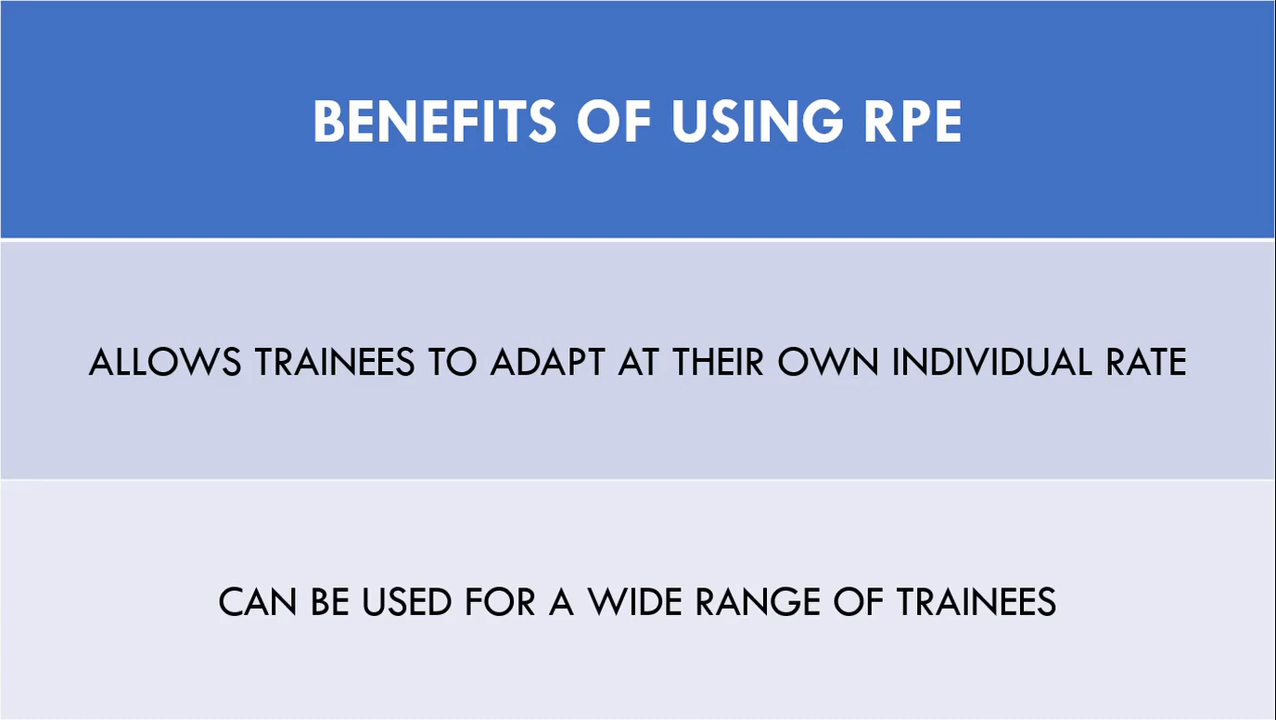 BENEFITS OF USING RPE
ALLOWS TRAINEES TO ADAPT AT THEIR OWN INDIVIDUAL RATE
CAN BE USED FOR A WIDE RANGE OF TRAINEES